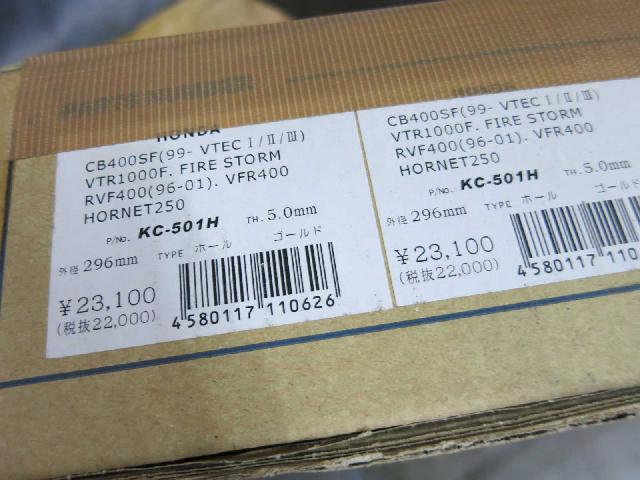 HONDA
CB400SF(99- VTEC Ⅰ/Ⅱ/Ⅲ)
VTR1000F. FIRE STORM
RVF400(96-01). VFR400
HORNET250
P/No. KC-501H TH. 5.0mm
外径 296mm TYPE ホール ゴールド
¥23,100
(税抜22,000)
4 580117 110626
CB400SF(99- VTEC Ⅰ/Ⅱ/Ⅲ)
VTR1000F. FIRE STORM
RVF400(96-01). VFR400
HORNET250
P/No. KC-501H TH. 5.0mm
外径 296mm TYPE ホール ゴールド
¥23,100
(税抜22,000)
4 580117 110